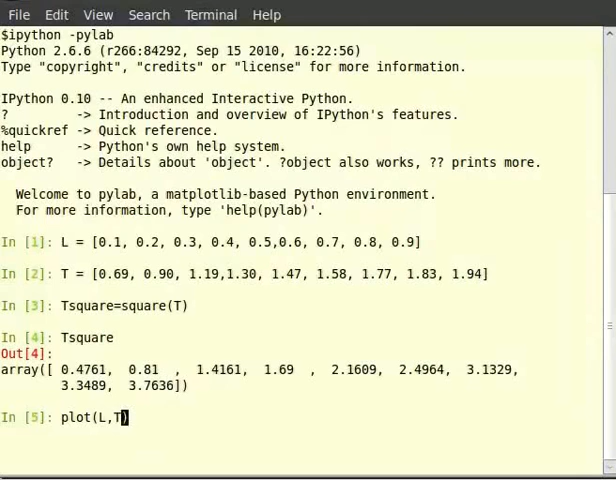 File Edit View Search Terminal Help
$ipython -pylab
Python 2.6.6 (r266:84292, Sep 15 2010, 16:22:56)
Type "copyright", "credits" or "license" for more information.
IPython 0.10 -- An enhanced Interactive Python.
? -> Introduction and overview of IPython's features.
%quickref -> Quick reference.
help -> Python's own help system.
object? -> Details about 'object'. ?object also works, ?? prints more.
Welcome to pylab, a matplotlib-based Python environment.
For more information, type 'help(pylab)'.
In [1]: L = [0.1, 0.2, 0.3, 0.4, 0.5,0.6, 0.7, 0.8, 0.9]
In [2]: T = [0.69, 0.90, 1.19,1.30, 1.47, 1.58, 1.77, 1.83, 1.94]
In [3]: Tsquare=square(T)
In [4]: Tsquare
Out[4]:
array([ 0.4761, 0.81 , 1.4161, 1.69 , 2.1609, 2.4964, 3.1329,
3.3489, 3.7636])
In [5]: plot(L,T)